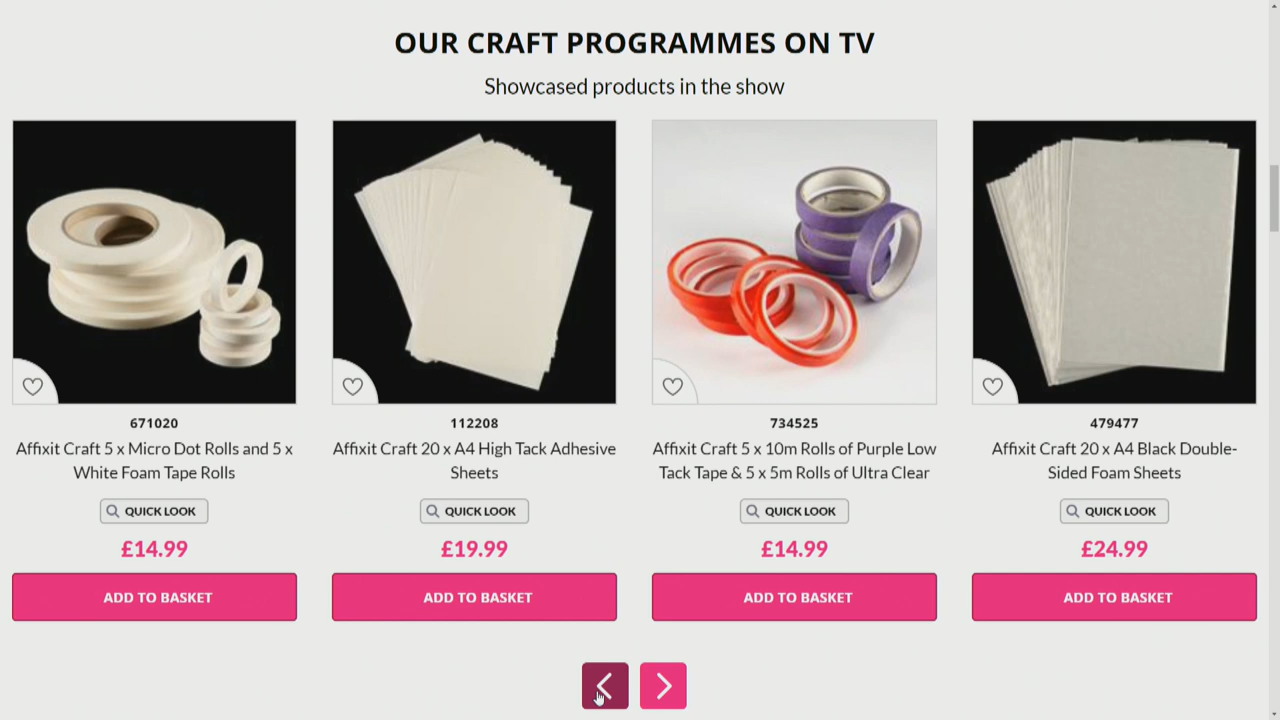 OUR CRAFT PROGRAMMES ON TV
Showcased products in the show
671020
Affixit Craft 5 x Micro Dot Rolls and 5 x
White Foam Tape Rolls
QUICK LOOK
£14.99
ADD TO BASKET
112208
Affixit Craft 20 x A4 High Tack Adhesive
Sheets
QUICK LOOK
£19.99
ADD TO BASKET
734525
Affixit Craft 5 x 10m Rolls of Purple Low
Tack Tape & 5 x 5m Rolls of Ultra Clear
QUICK LOOK
£14.99
ADD TO BASKET
479477
Affixit Craft 20 x A4 Black Double-
Sided Foam Sheets
QUICK LOOK
£24.99
ADD TO BASKET